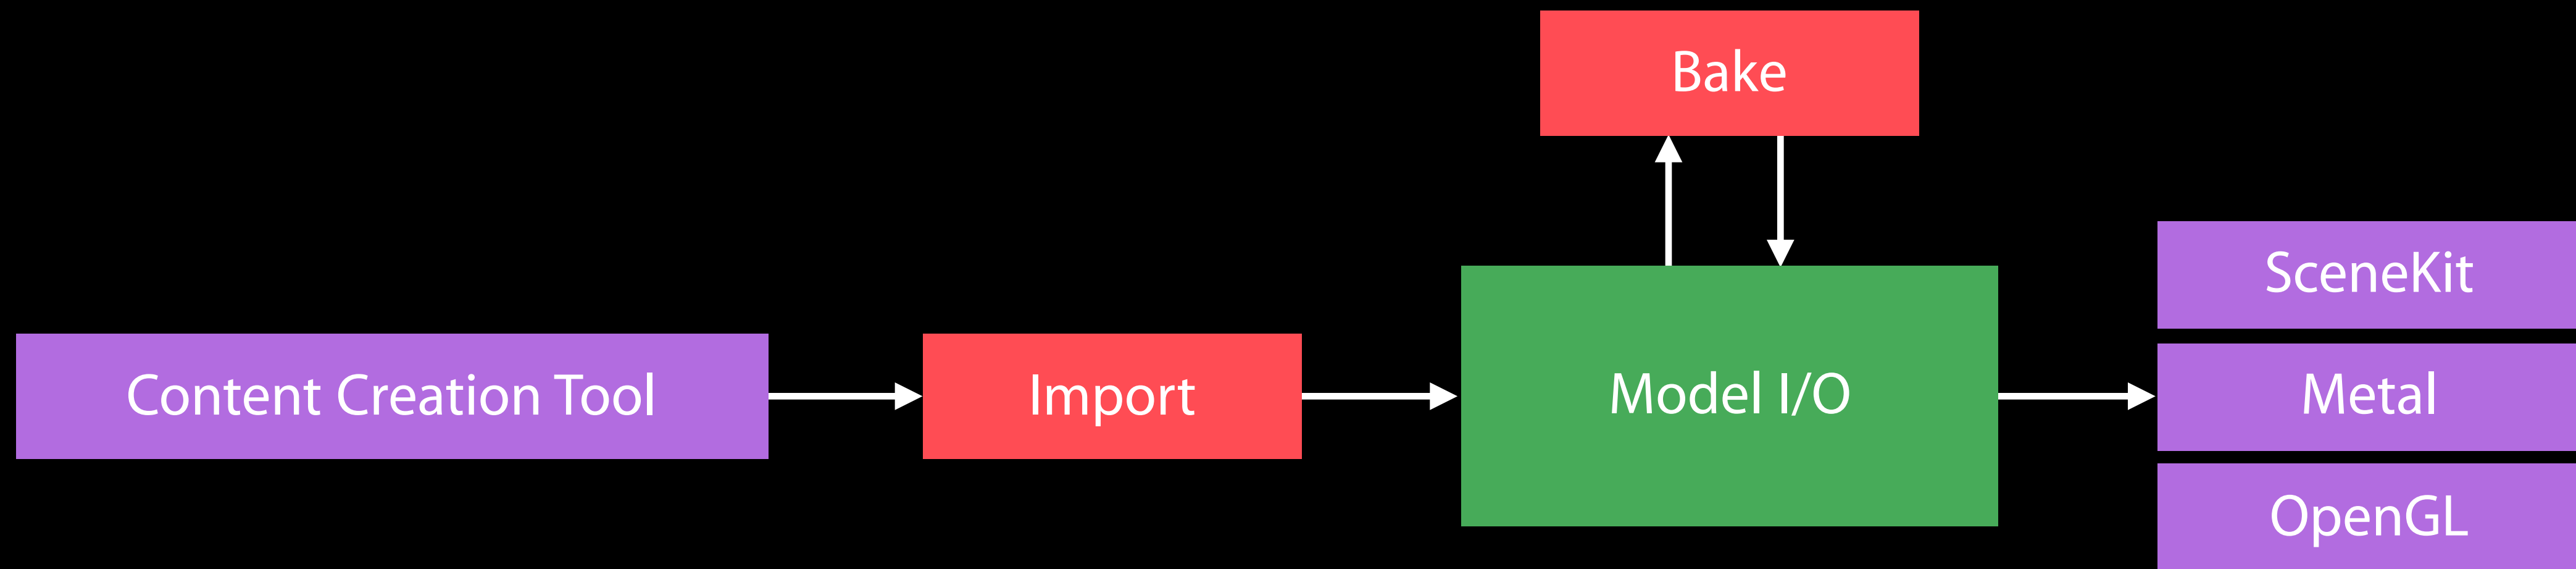 Bake
Content Creation Tool
Import
Model I/O
SceneKit
Metal
OpenGL